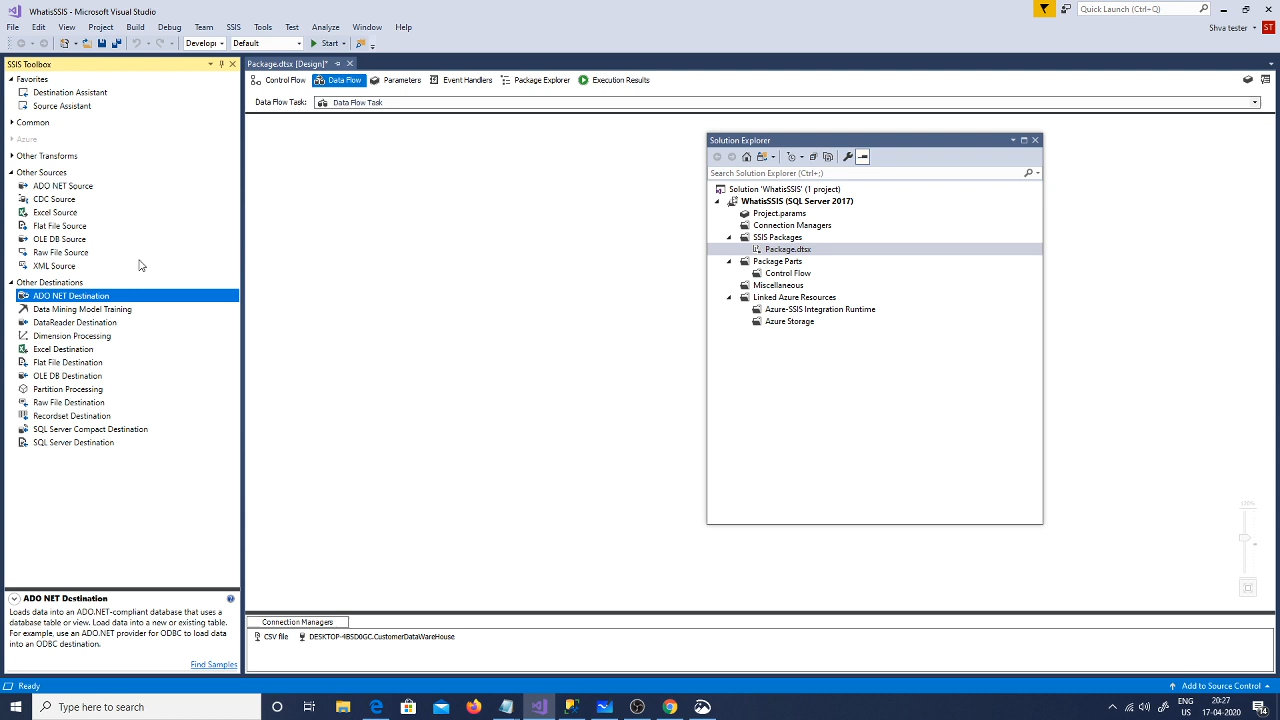 WhatisSSIS - Microsoft Visual Studio
Quick Launch (Ctrl+Q)
File Edit View Project Build Debug Team SSIS Tools Test Analyze Window Help
Shva tester ST
Develop Default Start
SSIS Toolbox
Package.dtsx [Design]*
Favorites
Control Flow Data Flow Parameters Event Handlers Package Explorer Execution Results
Destination Assistant
Source Assistant
Data Flow Task: Data Flow Task
Common
Azure
Other Transforms
Other Sources
ADO NET Source
CDC Source
Excel Source
Flat File Source
OLE DB Source
Raw File Source
XML Source
Other Destinations
ADO NET Destination
Data Mining Model Training
DataReader Destination
Dimension Processing
Excel Destination
Flat File Destination
OLE DB Destination
Partition Processing
Raw File Destination
Recordset Destination
SQL Server Compact Destination
SQL Server Destination
Solution Explorer
Search Solution Explorer (Ctrl+;)
Solution 'WhatisSSIS' (1 project)
WhatisSSIS (SQL Server 2017)
Project.params
Connection Managers
SSIS Packages
Package.dtsx
Package Parts
Control Flow
Miscellaneous
Linked Azure Resources
Azure-SSIS Integration Runtime
Azure Storage
100%
ADO NET Destination
Loads data into an ADO.NET-compliant database that uses a
database table or view. Load data into a new or existing table.
For example, use an ADO.NET provider for ODBC to load data
into an ODBC destination.
Find Samples
Connection Managers
CSV file DESKTOP-4BSD0GC.CustomerDataWareHouse
Ready
Add to Source Control
Type here to search
ENG
US
20:27
17-04-2020
14